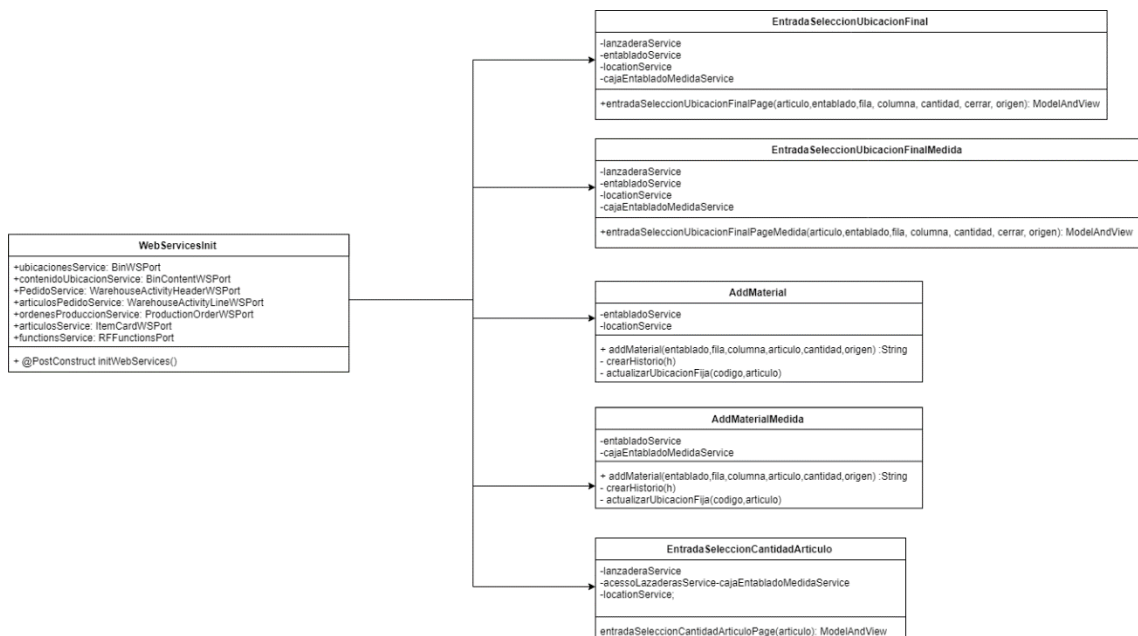 EntradaSeleccionUbicacionFinal
-lanzaderaService
-entabladoService
-locationService
-cajaEntabladoMedidaService
+entradaSeleccionUbicacionFinalPage(articulo,entablado,fila, columna, cantidad, cerrar, origen): ModelAndView
EntradaSeleccionUbicacionFinalMedida
-lanzaderaService
-entabladoService
-locationService
-cajaEntabladoMedidaService
+entradaSeleccionUbicacionFinalPageMedida(articulo,entablado,fila, columna, cantidad, cerrar, origen): ModelAndView
WebServicesInit
+ubicacionesService: BinWSPort
+contenidoUbicacionService: BinContentWSPort
+PedidoService: WarehouseActivityHeaderWSPort
+articulosPedidoService: WarehouseActivityLineWSPort
+ordenesProduccionService: ProductionOrderWSPort
+articulosService: ItemCardWSPort
+functionsService: RFFunctionsPort
+ @PostConstruct initWebServices()
AddMaterial
-entabladoService
-locationService
+ addMaterial(entablado,fila,columna,articulo,cantidad,origen) :String
- crearHistorio(h)
- actualizarUbicacionFija(codigo,articulo)
AddMaterialMedida
-entabladoService
-cajaEntabladoMedidaService
+ addMaterial(entablado,fila,columna,articulo,cantidad,origen) :String
- crearHistorio(h)
- actualizarUbicacionFija(codigo,articulo)
EntradaSeleccionCantidadArticulo
-lanzaderaService
-acessoLazaderasService-cajaEntabladoMedidaService
-locationService;
entradaSeleccionCantidadArticuloPage(articulo): ModelAndView